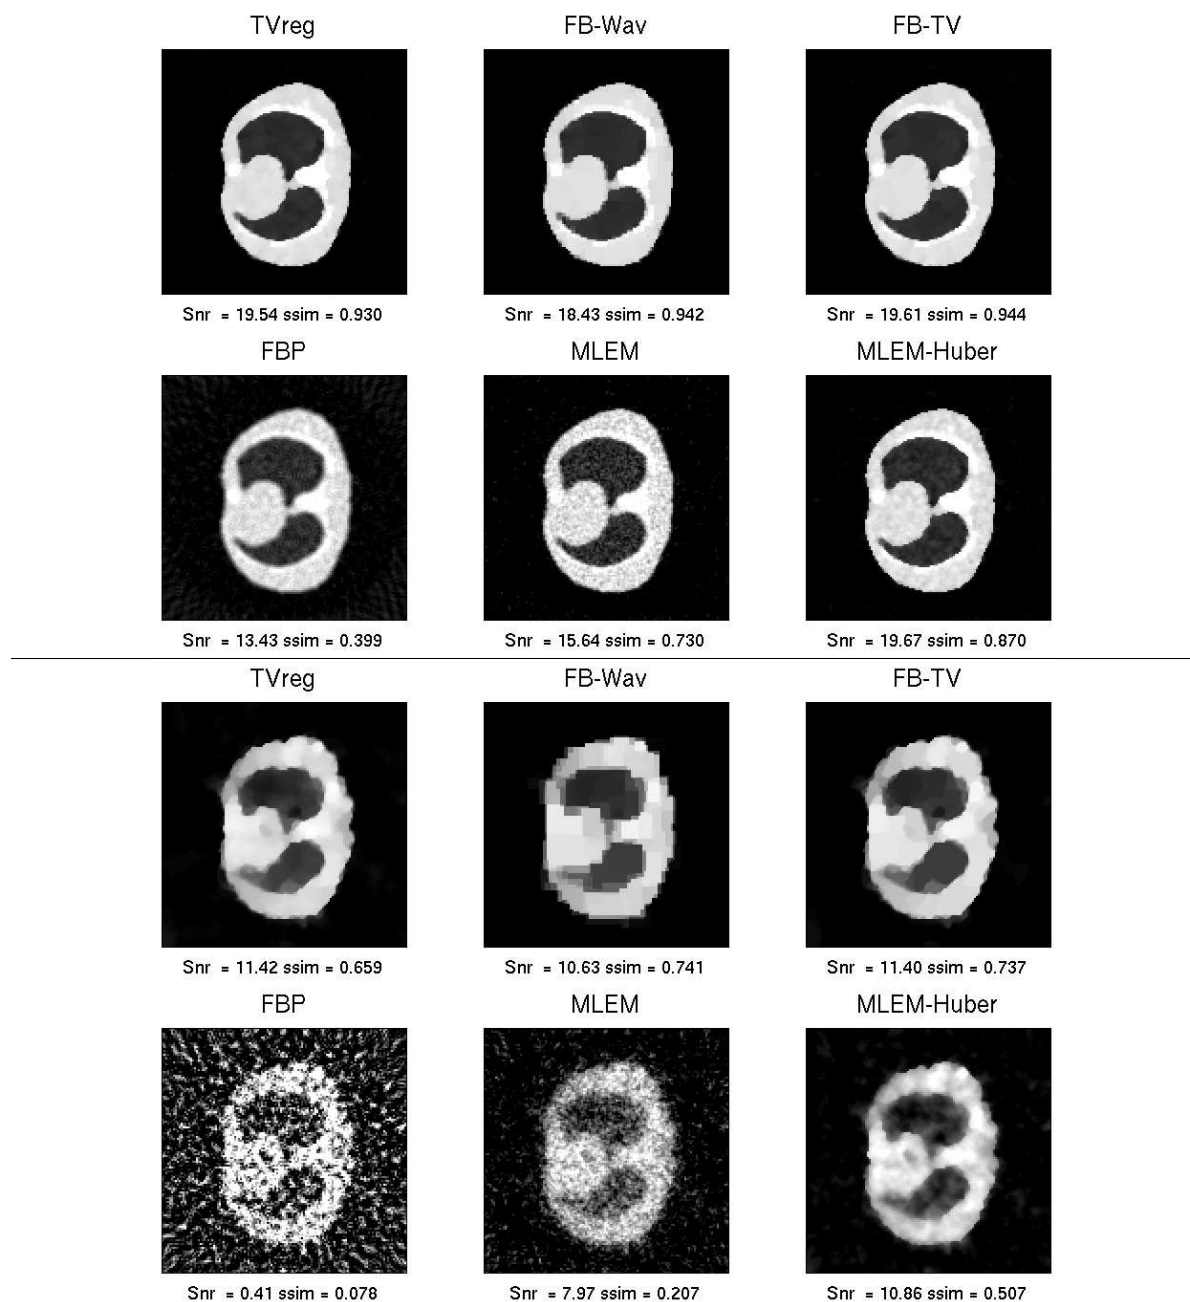 TVreg FB-Wav FB-TV
Snr = 19.54 ssim = 0.930 Snr = 18.43 ssim = 0.942 Snr = 19.61 ssim = 0.944
FBP MLEM MLEM-Huber
Snr = 13.43 ssim = 0.399 Snr = 15.64 ssim = 0.730 Snr = 19.67 ssim = 0.870
TVreg FB-Wav FB-TV
Snr = 11.42 ssim = 0.659 Snr = 10.63 ssim = 0.741 Snr = 11.40 ssim = 0.737
FBP MLEM MLEM-Huber
Snr = 0.41 ssim = 0.078 Snr = 7.97 ssim = 0.207 Snr = 10.86 ssim = 0.507